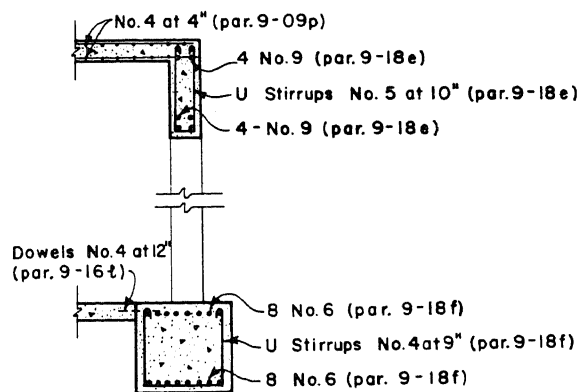 No. 4 at 4" (par. 9-09p)
4 No. 9 (par. 9-18e)
U Stirrups No. 5 at 10" (par. 9-18e)
4-No. 9 (par. 9-18e)
Dowels No. 4 at 12"
(par. 9-16ℓ)
8 No. 6 (par. 9-18f)
U Stirrups No. 4 at 9" (par. 9-18f)
8 No. 6 (par. 9-18f)